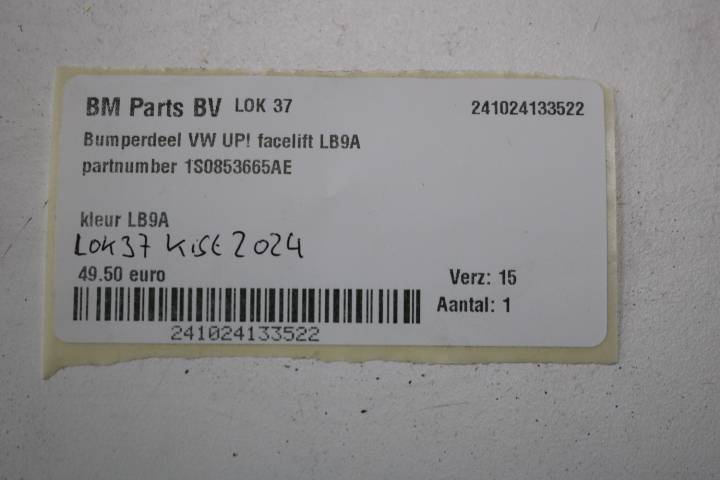 BM Parts BV LOK 37 241024133522
Bumperdeel VW UP! facelift LB9A
partnumber 1S0853665AE
kleur LB9A
LOK37 KISE 2024
49.50 euro Verz: 15
Aantal: 1
241024133522